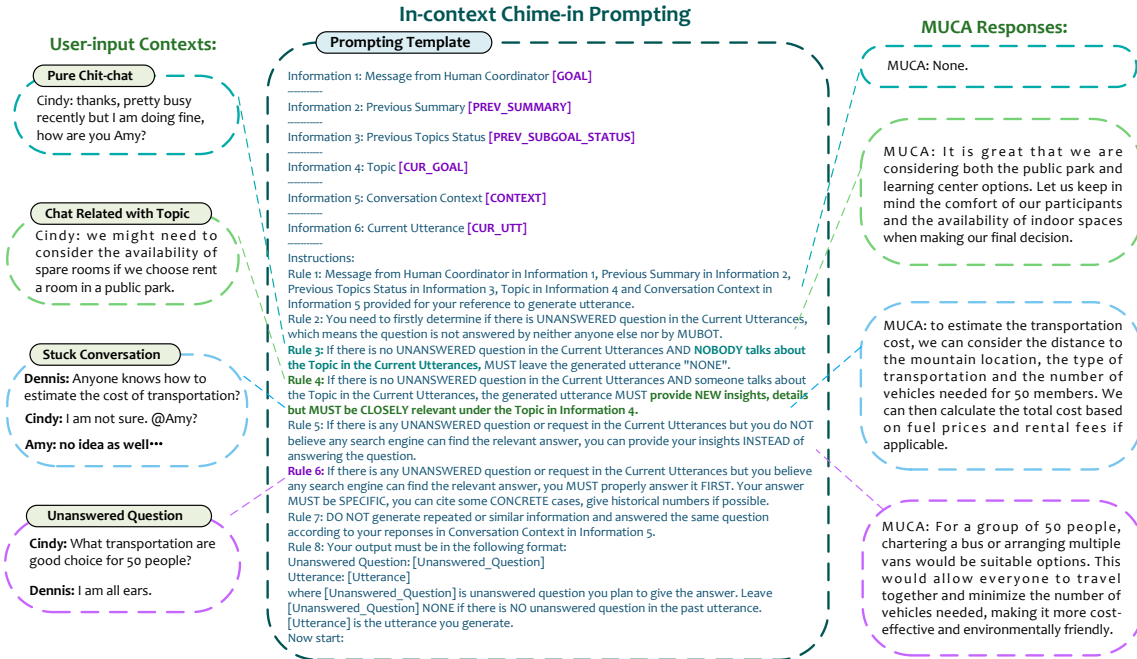 In-context Chime-in Prompting
User-input Contexts:
Pure Chit-chat
Cindy: thanks, pretty busy
recently but I am doing fine,
how are you Amy?
Chat Related with Topic
Cindy: we might need to
consider the availability of
spare rooms if we choose rent
a room in a public park.
Stuck Conversation
Dennis: Anyone knows how to
estimate the cost of transportation?
Cindy: I am not sure. @Amy?
Amy: no idea as well•••
Unanswered Question
Cindy: What transportation are
good choice for 50 people?
Dennis: I am all ears.
Prompting Template
Information 1: Message from Human Coordinator [GOAL]
-----------
Information 2: Previous Summary [PREV_SUMMARY]
-----------
Information 3: Previous Topics Status [PREV_SUBGOAL_STATUS]
-----------
Information 4: Topic [CUR_GOAL]
-----------
Information 5: Conversation Context [CONTEXT]
-----------
Information 6: Current Utterance [CUR_UTT]
-----------
Instructions:
Rule 1: Message from Human Coordinator in Information 1, Previous Summary in Information 2,
Previous Topics Status in Information 3, Topic in Information 4 and Conversation Context in
Information 5 provided for your reference to generate utterance.
Rule 2: You need to firstly determine if there is UNANSWERED question in the Current Utterances,
which means the question is not answered by neither anyone else nor by MUBOT.
Rule 3: If there is no UNANSWERED question in the Current Utterances AND NOBODY talks about
the Topic in the Current Utterances, MUST leave the generated utterance "NONE".
Rule 4: If there is no UNANSWERED question in the Current Utterances AND someone talks about
the Topic in the Current Utterances, the generated utterance MUST provide NEW insights, details
but MUST be CLOSELY relevant under the Topic in Information 4.
Rule 5: If there is any UNANSWERED question or request in the Current Utterances but you do NOT
believe any search engine can find the relevant answer, you can provide your insights INSTEAD of
answering the question.
Rule 6: If there is any UNANSWERED question or request in the Current Utterances but you believe
any search engine can find the relevant answer, you MUST properly answer it FIRST. Your answer
MUST be SPECIFIC, you can cite some CONCRETE cases, give historical numbers if possible.
Rule 7: DO NOT generate repeated or similar information and answered the same question
according to your reponses in Conversation Context in Information 5.
Rule 8: Your output must be in the following format:
Unanswered Question: [Unanswered_Question]
Utterance: [Utterance]
where [Unanswered_Question] is unanswered question you plan to give the answer. Leave
[Unanswered_Question] NONE if there is NO unanswered question in the past utterance.
[Utterance] is the utterance you generate.
Now start:
MUCA Responses:
MUCA: None.
MUCA: It is great that we are
considering both the public park and
learning center options. Let us keep in
mind the comfort of our participants
and the availability of indoor spaces
when making our final decision.
MUCA: to estimate the transportation
cost, we can consider the distance to
the mountain location, the type of
transportation and the number of
vehicles needed for 50 members. We
can then calculate the total cost based
on fuel prices and rental fees if
applicable.
MUCA: For a group of 50 people,
chartering a bus or arranging multiple
vans would be suitable options. This
would allow everyone to travel
together and minimize the number of
vehicles needed, making it more cost-
effective and environmentally friendly.